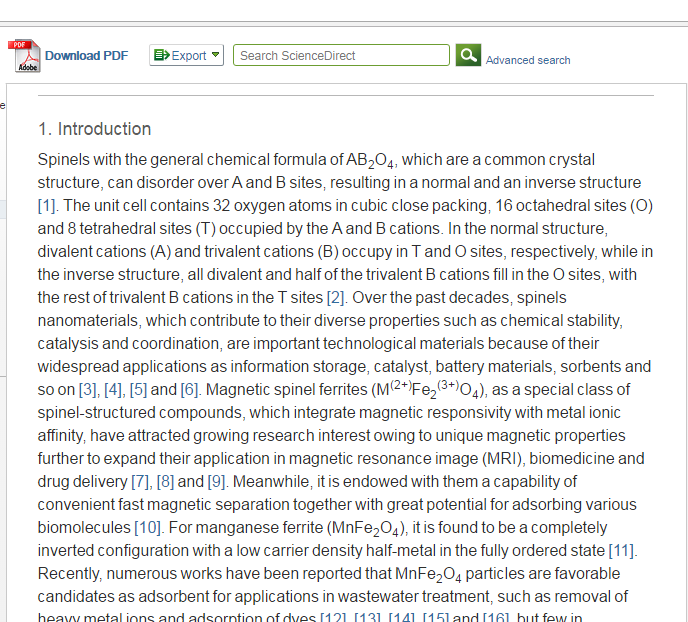 PDF
Adobe
Download PDF
Export
Search ScienceDirect
Advanced search
e
1. Introduction
Spinels with the general chemical formula of AB₂O₄, which are a common crystal
structure, can disorder over A and B sites, resulting in a normal and an inverse structure
[1]. The unit cell contains 32 oxygen atoms in cubic close packing, 16 octahedral sites (O)
and 8 tetrahedral sites (T) occupied by the A and B cations. In the normal structure,
divalent cations (A) and trivalent cations (B) occupy in T and O sites, respectively, while in
the inverse structure, all divalent and half of the trivalent B cations fill in the O sites, with
the rest of trivalent B cations in the T sites [2]. Over the past decades, spinels
nanomaterials, which contribute to their diverse properties such as chemical stability,
catalysis and coordination, are important technological materials because of their
widespread applications as information storage, catalyst, battery materials, sorbents and
so on [3], [4], [5] and [6]. Magnetic spinel ferrites (M⁽²⁺⁾Fe₂⁽³⁺⁾O₄), as a special class of
spinel-structured compounds, which integrate magnetic responsivity with metal ionic
affinity, have attracted growing research interest owing to unique magnetic properties
further to expand their application in magnetic resonance image (MRI), biomedicine and
drug delivery [7], [8] and [9]. Meanwhile, it is endowed with them a capability of
convenient fast magnetic separation together with great potential for adsorbing various
biomolecules [10]. For manganese ferrite (MnFe₂O₄), it is found to be a completely
inverted configuration with a low carrier density half-metal in the fully ordered state [11].
Recently, numerous works have been reported that MnFe₂O₄ particles are favorable
candidates as adsorbent for applications in wastewater treatment, such as removal of
heavy metal ions and adsorption of dyes [12], [13], [14], [15] and [16], but few in